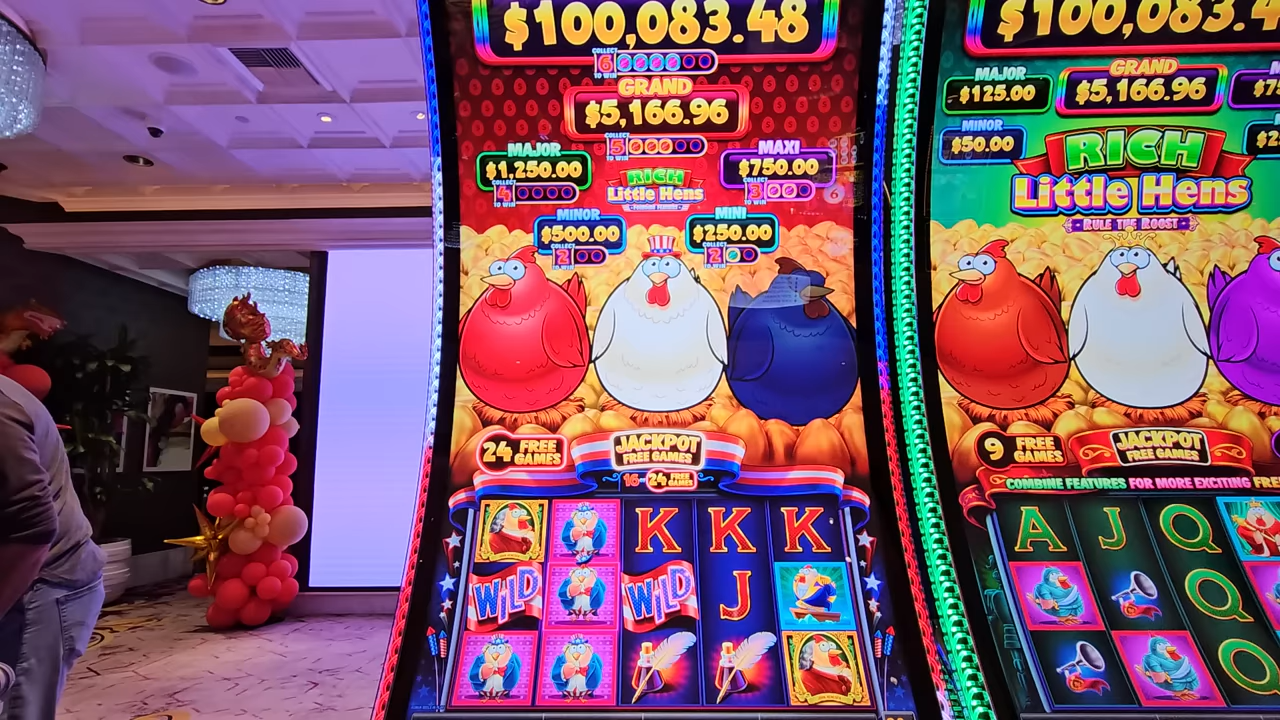 $100,083.48
COLLECT
6
TO WIN
GRAND
$5,166.96
COLLECT
5
TO WIN
MAJOR
$1,250.00
COLLECT
4
TO WIN
MAXI
$750.00
COLLECT
3
TO WIN
RICH
Little Hens
MINOR
$500.00
COLLECT
2
TO WIN
MINI
$250.00
COLLECT
2
TO WIN
24 FREE GAMES
JACKPOT
FREE GAMES
16-24 FREE GAMES
K K K
WILD WILD J
$100,083.4
MAJOR
$125.00
GRAND
$5,166.96
MINOR
$50.00
RICH
Little Hens
RULE THE ROOST
9 FREE GAMES
JACKPOT
FREE GAMES
COMBINE FEATURES FOR MORE EXCITING
A J Q
Q
Q